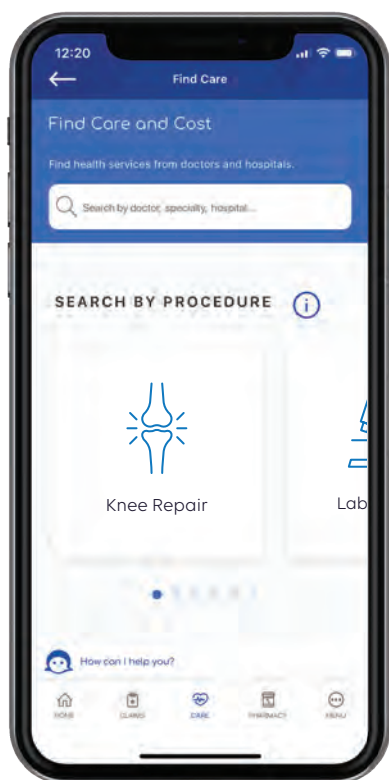 12:20
Find Care
Find Care and Cost
Find health services from doctors and hospitals.
Search by doctor, specialty, hospital...
SEARCH BY PROCEDURE
Knee Repair
Lab
How can I help you?
HOME
CLAIMS
CARE
PHARMACY
MENU